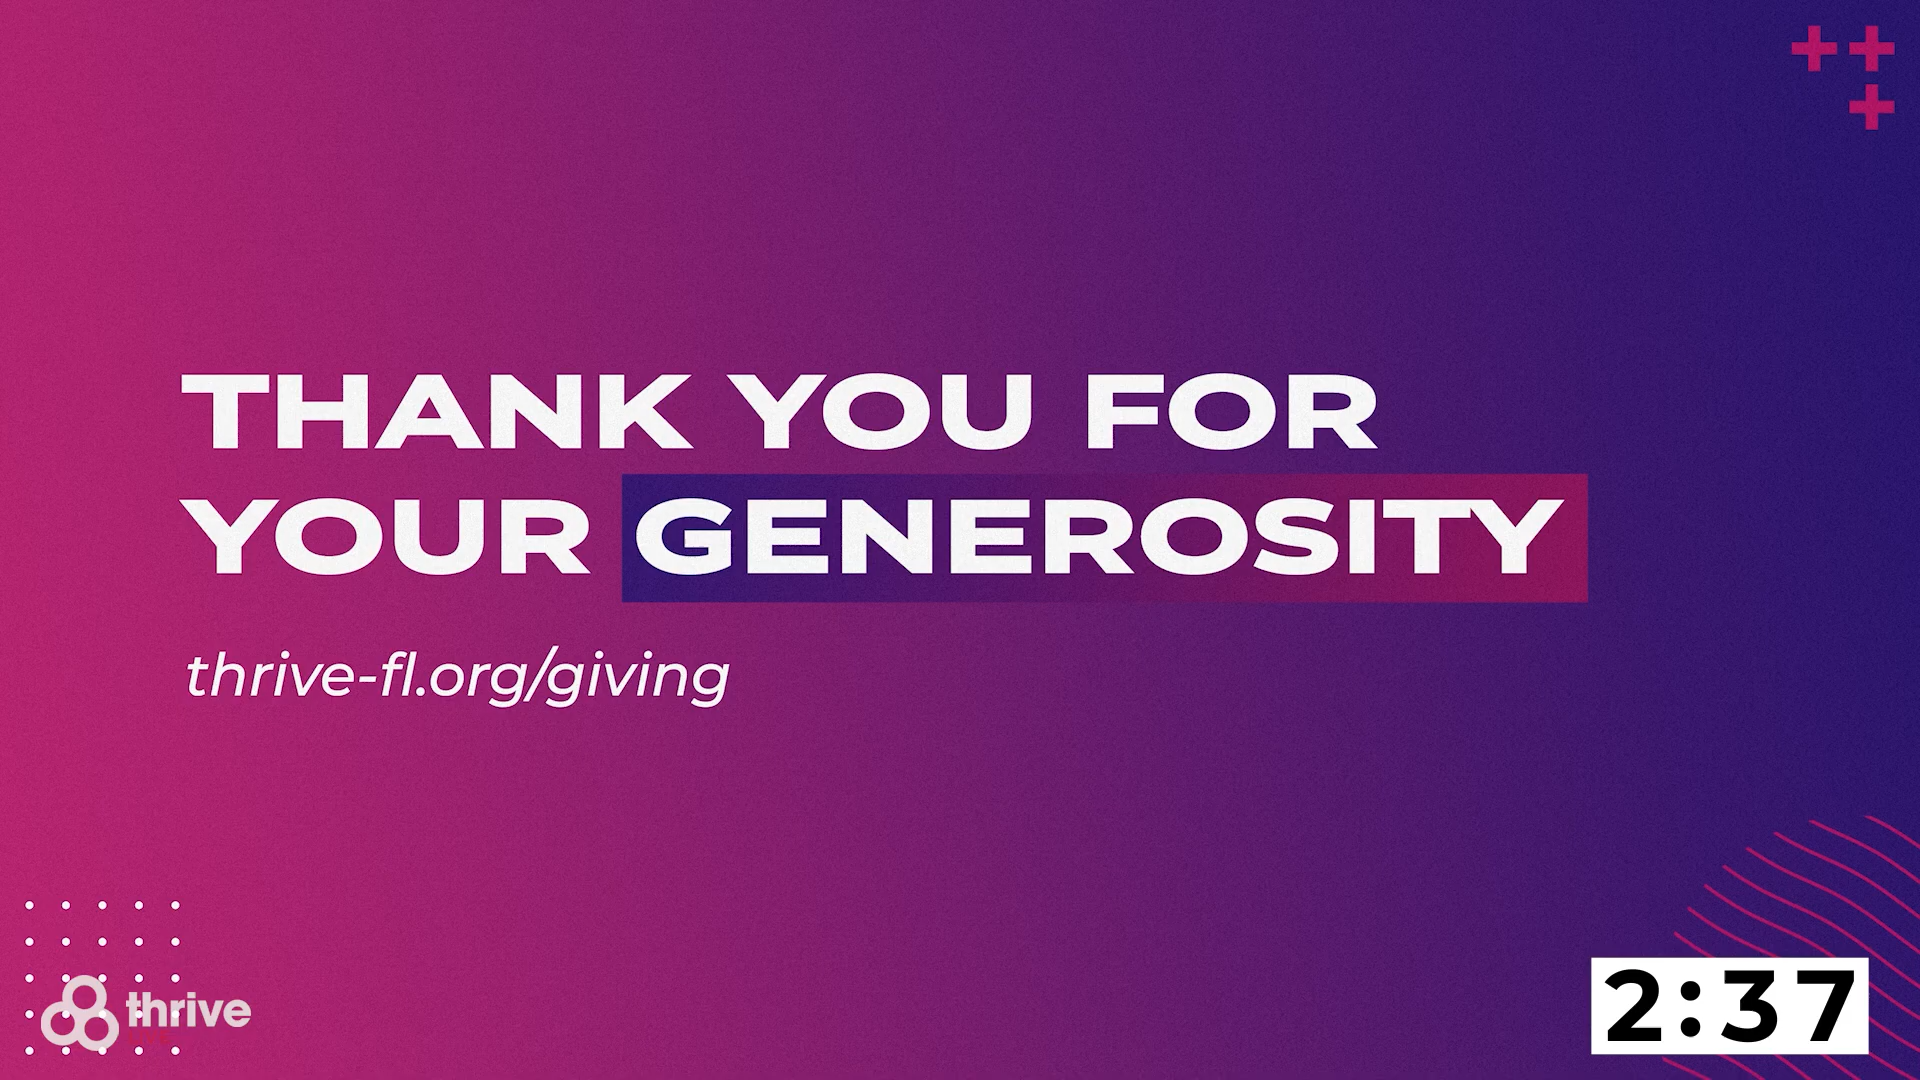 THANK YOU FOR
YOUR GENEROSITY
thrive-fl.org/giving
thrive
2:37